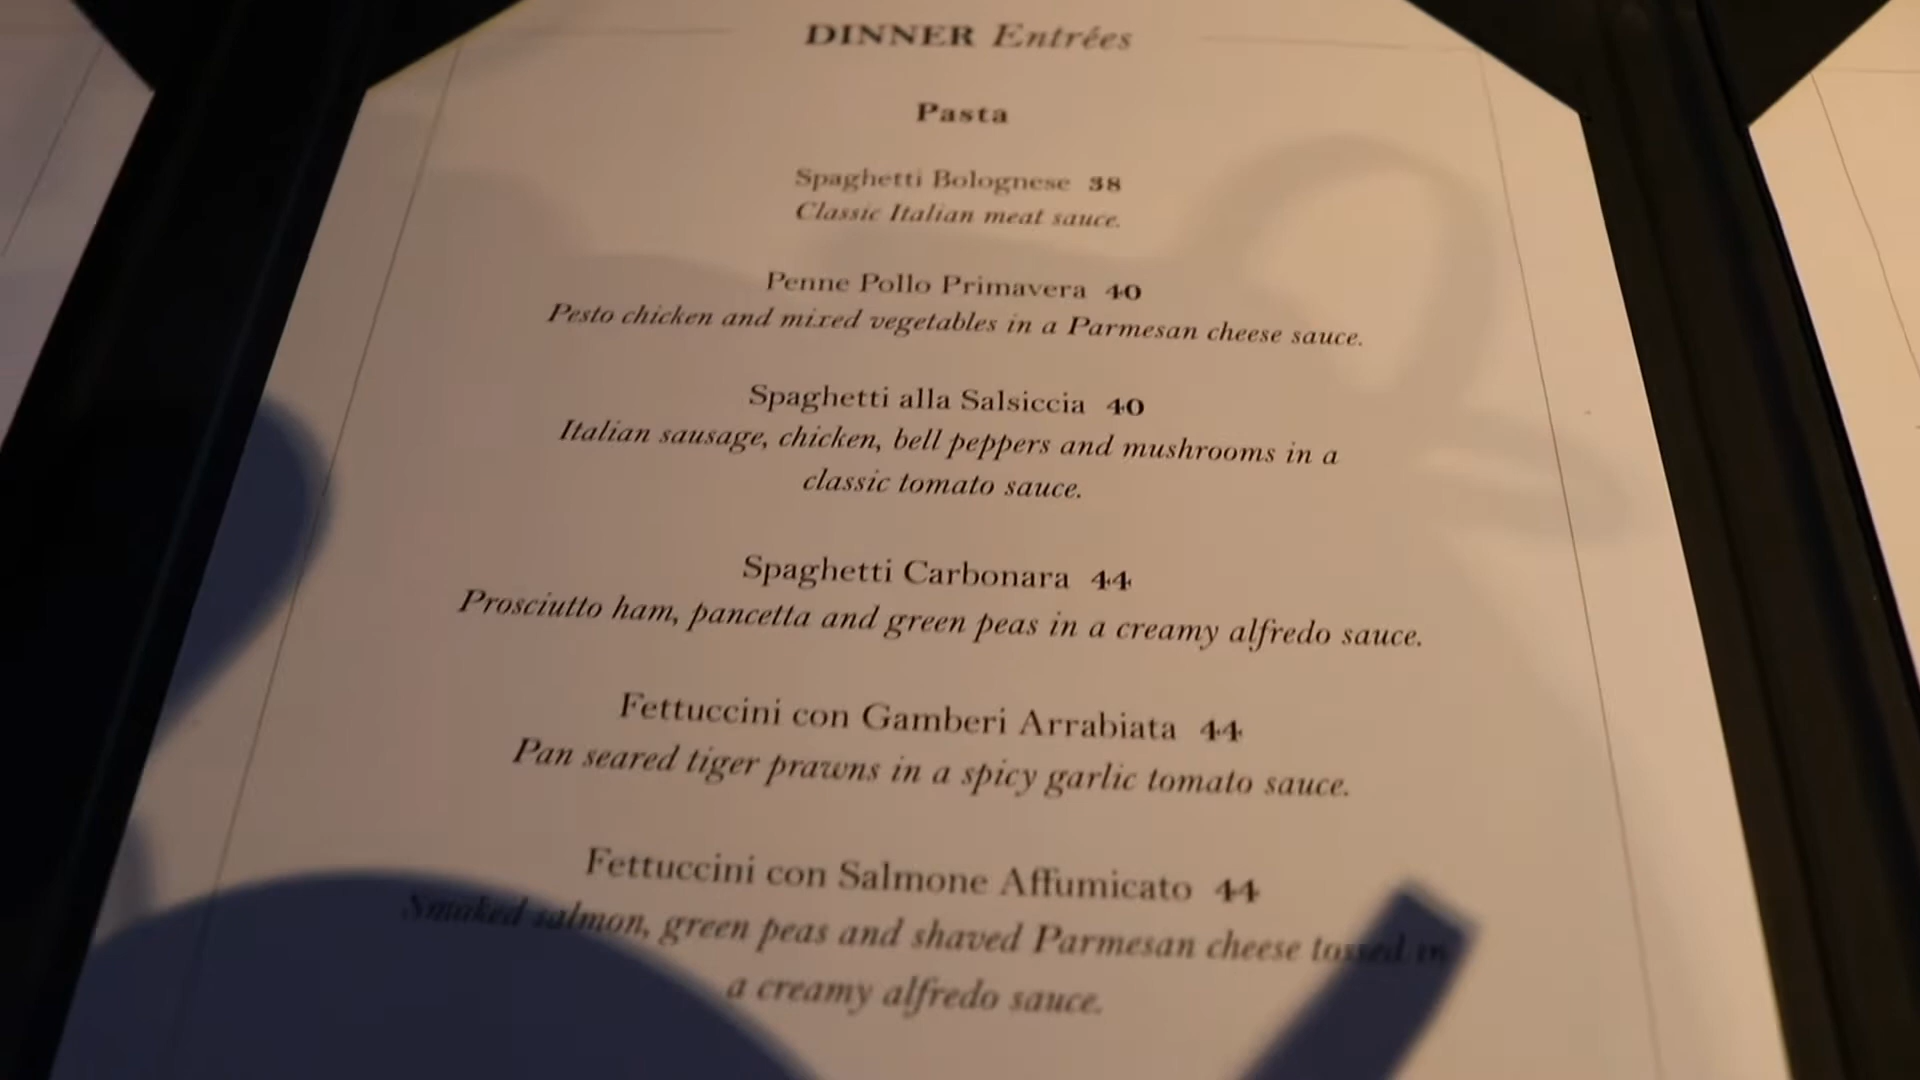 DINNER Entrées
Pasta
Spaghetti Bolognese 38
Classic Italian meat sauce.
Penne Pollo Primavera 40
Pesto chicken and mixed vegetables in a Parmesan cheese sauce.
Spaghetti alla Salsiccia 40
Italian sausage, chicken, bell peppers and mushrooms in a
classic tomato sauce.
Spaghetti Carbonara 44
Prosciutto ham, pancetta and green peas in a creamy alfredo sauce.
Fettuccini con Gamberi Arrabiata 44
Pan seared tiger prawns in a spicy garlic tomato sauce.
Fettuccini con Salmone Affumicato 44
Smoked salmon, green peas and shaved Parmesan cheese tossed in
a creamy alfredo sauce.